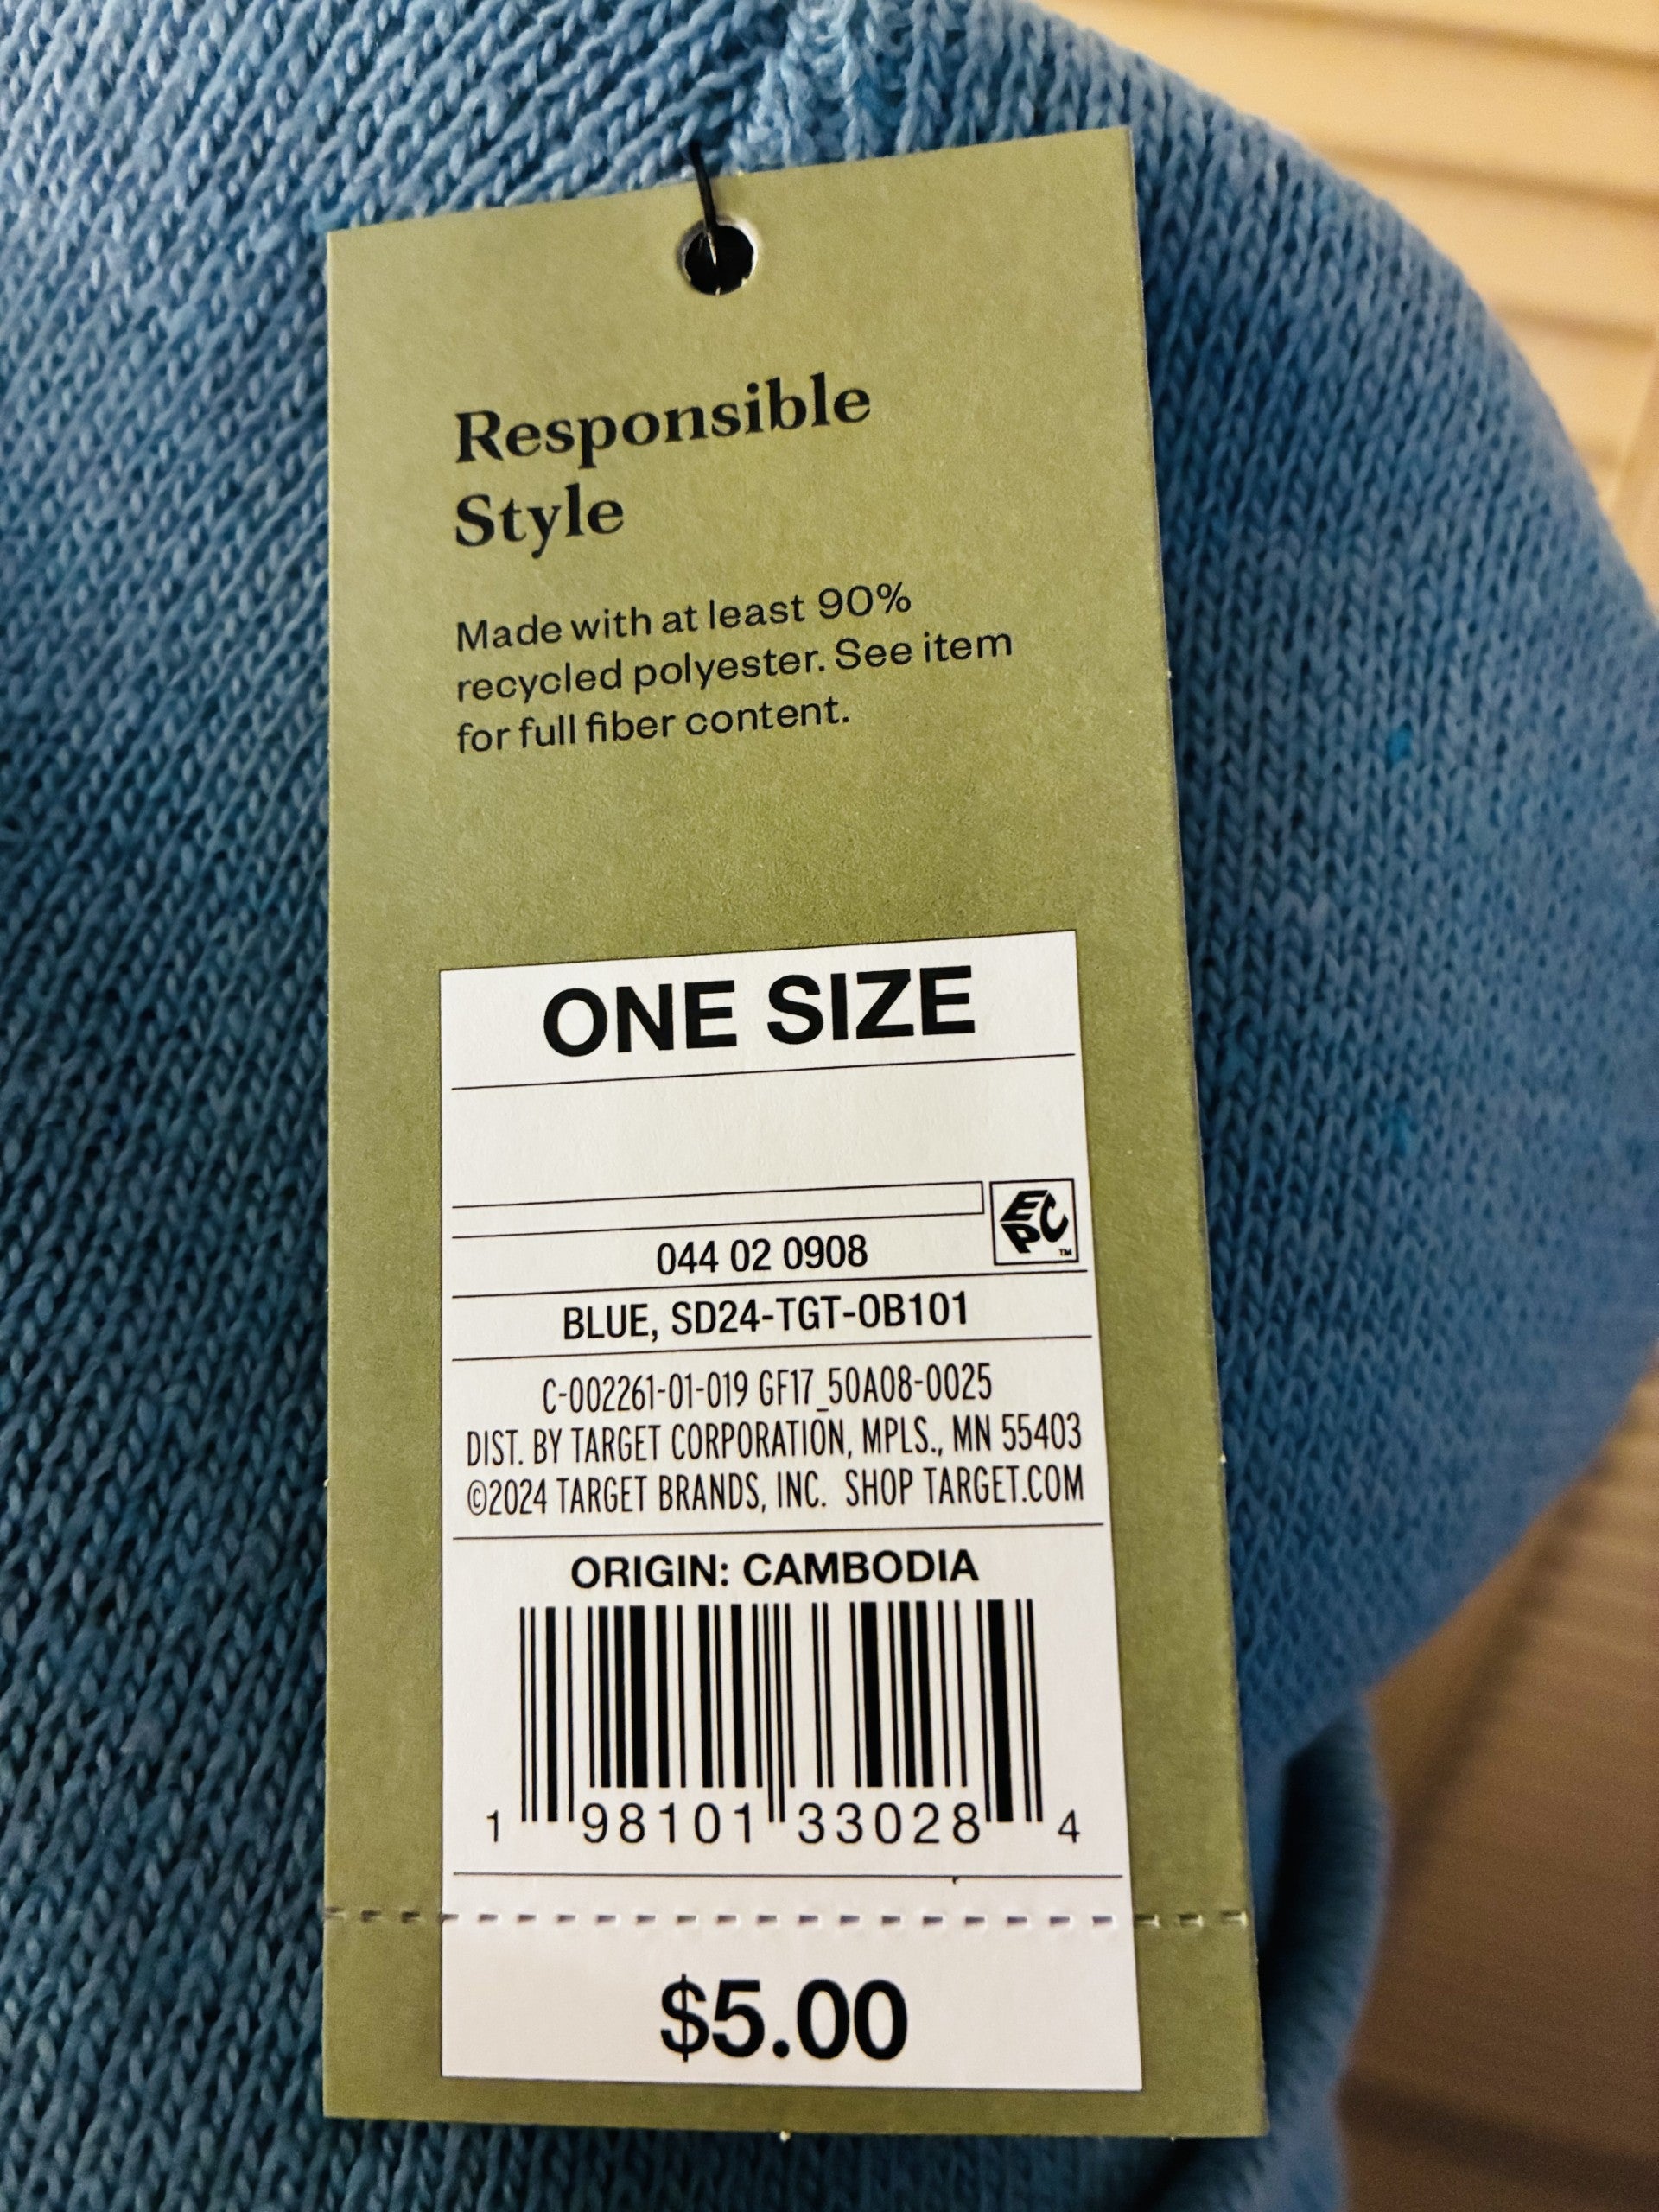 Responsible
Style
Made with at least 90%
recycled polyester. See item
for full fiber content.
ONE SIZE
EPC™
044 02 0908
BLUE, SD24-TGT-OB101
C-002261-01-019 GF17_50A08-0025
DIST. BY TARGET CORPORATION, MPLS., MN 55403
©2024 TARGET BRANDS, INC. SHOP TARGET.COM
ORIGIN: CAMBODIA
1 98101 33028 4
$5.00